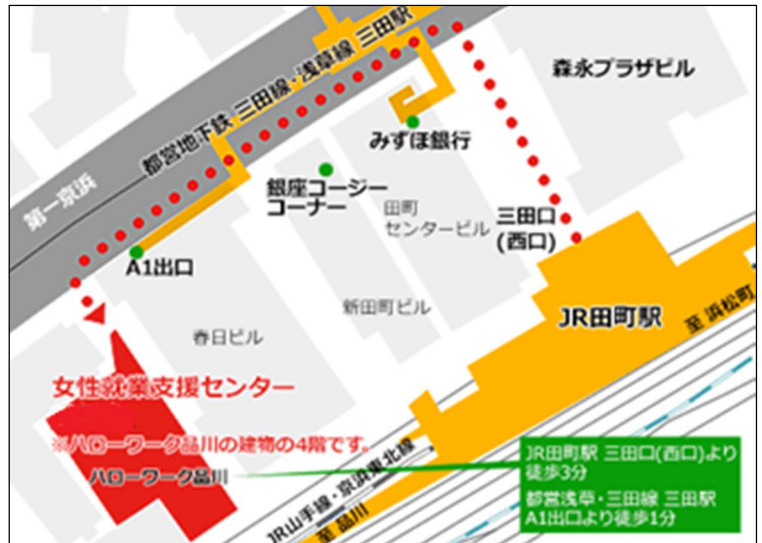 都営地下鉄 三田線・浅草線 三田駅
森永プラザビル
みずほ銀行
第一京浜
銀座コージー
コーナー
田町
センタービル
三田口
(西口)
A1出口
新田町ビル
JR田町駅
至 浜松町
春日ビル
女性就業支援センター
※ハローワーク品川の建物の4階です。
ハローワーク品川
JR山手線・京浜東北線
至 品川
JR田町駅 三田口(西口)より
徒歩3分
都営浅草・三田線 三田駅
A1出口より徒歩1分